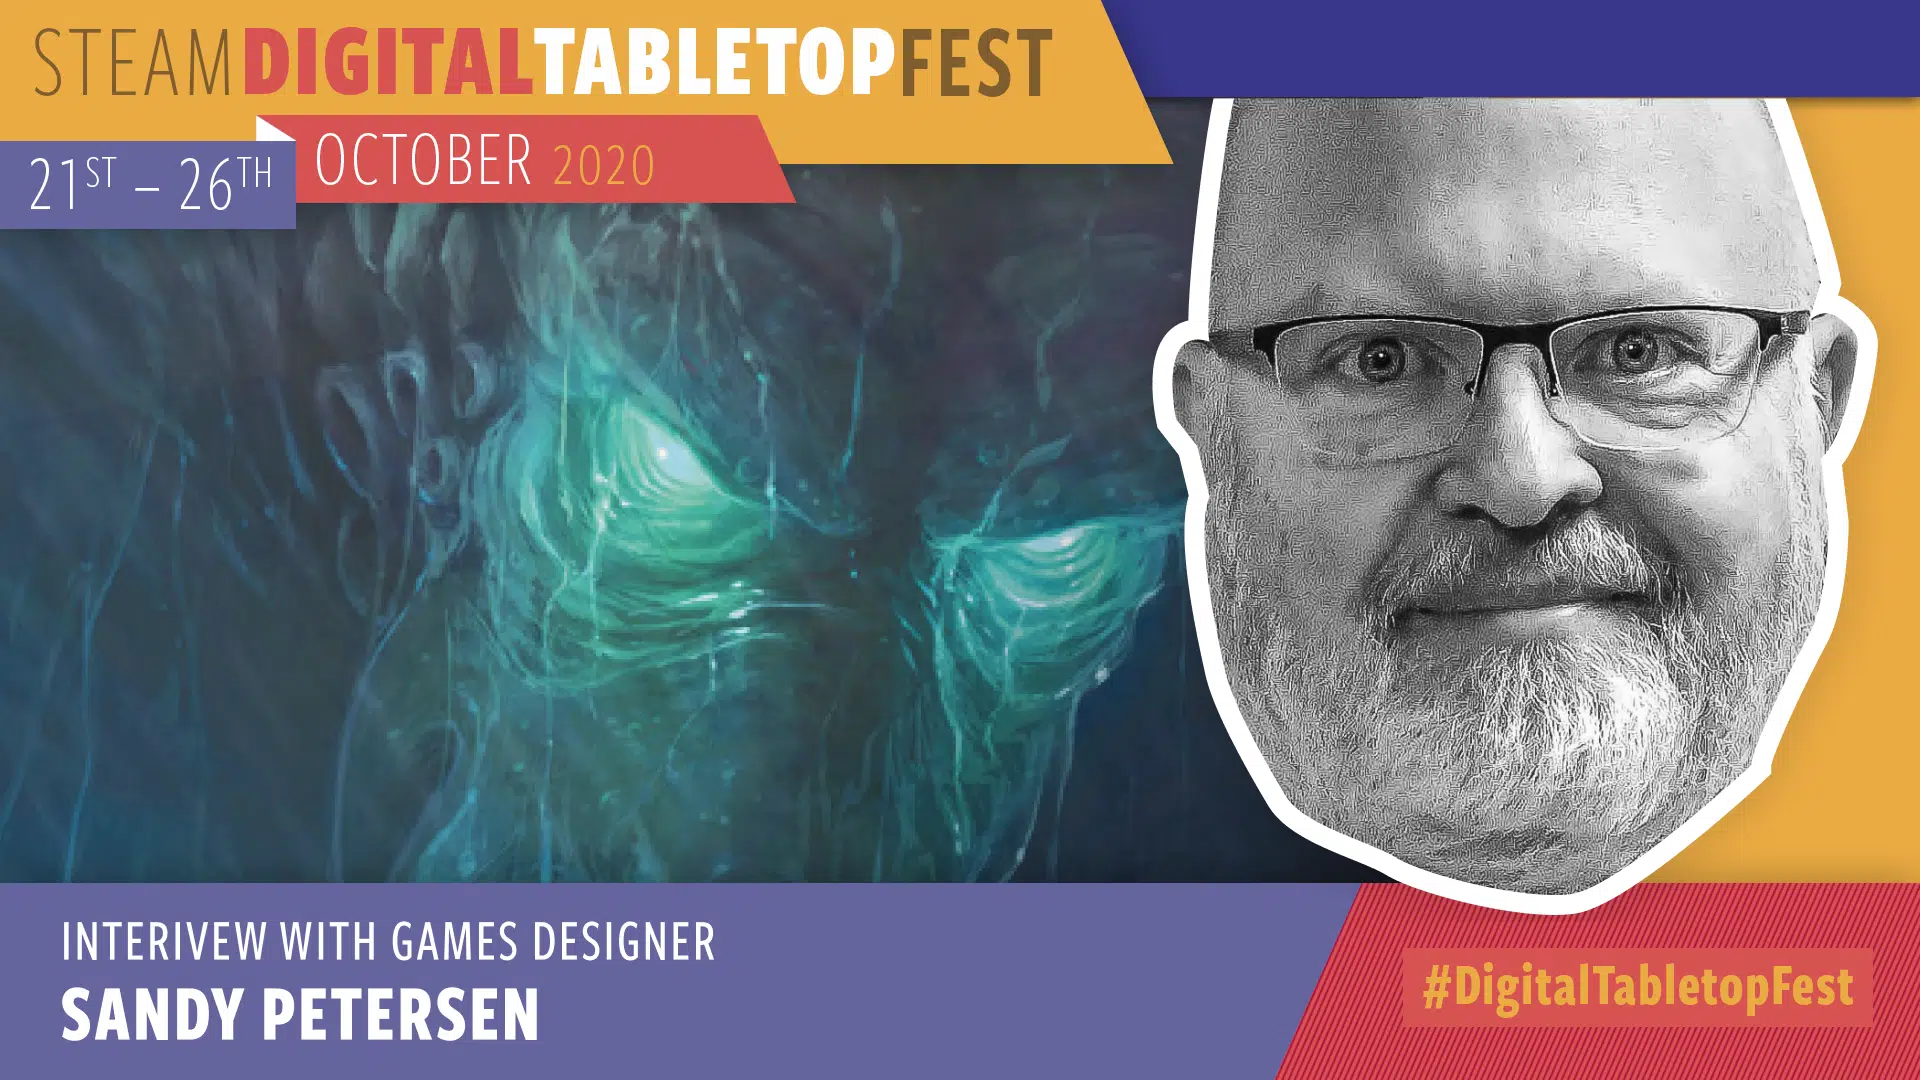 STEAMDIGITALTABLETOPFEST
21ST – 26TH
OCTOBER 2020
INTERIVEW WITH GAMES DESIGNER
SANDY PETERSEN
#DigitalTabletopFest